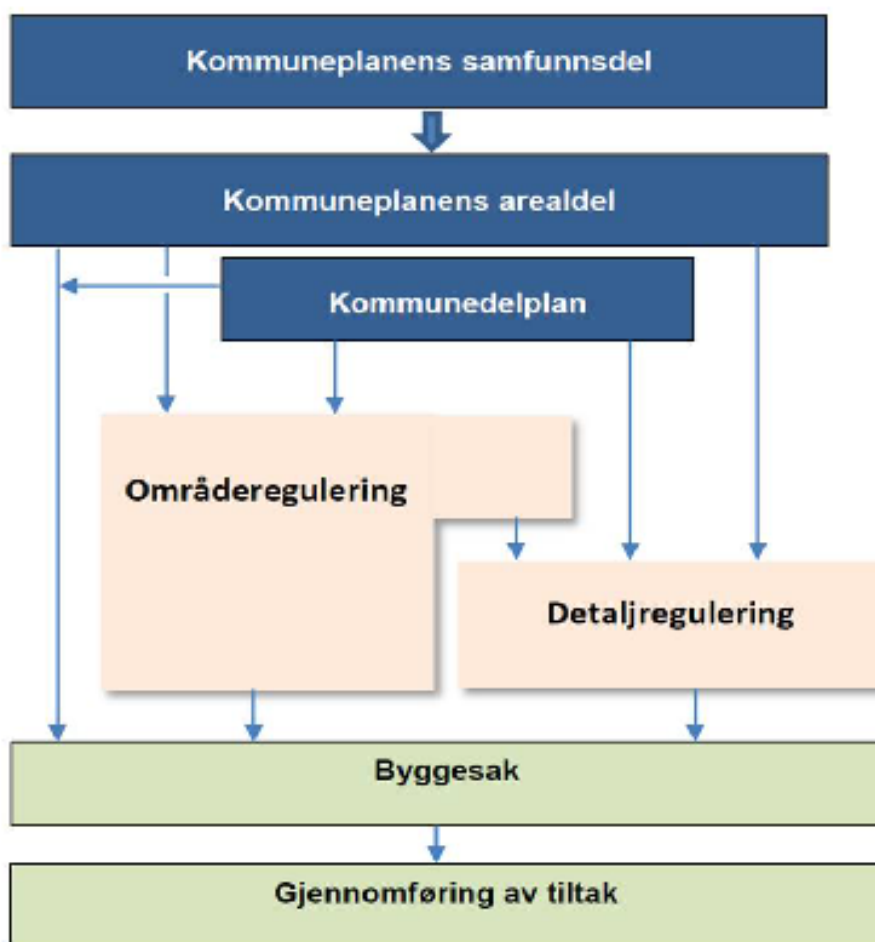 Kommuneplanens samfunnsdel
Kommuneplanens arealdel
Kommunedelplan
Områderegulering
Detaljregulering
Byggesak
Gjennomføring av tiltak